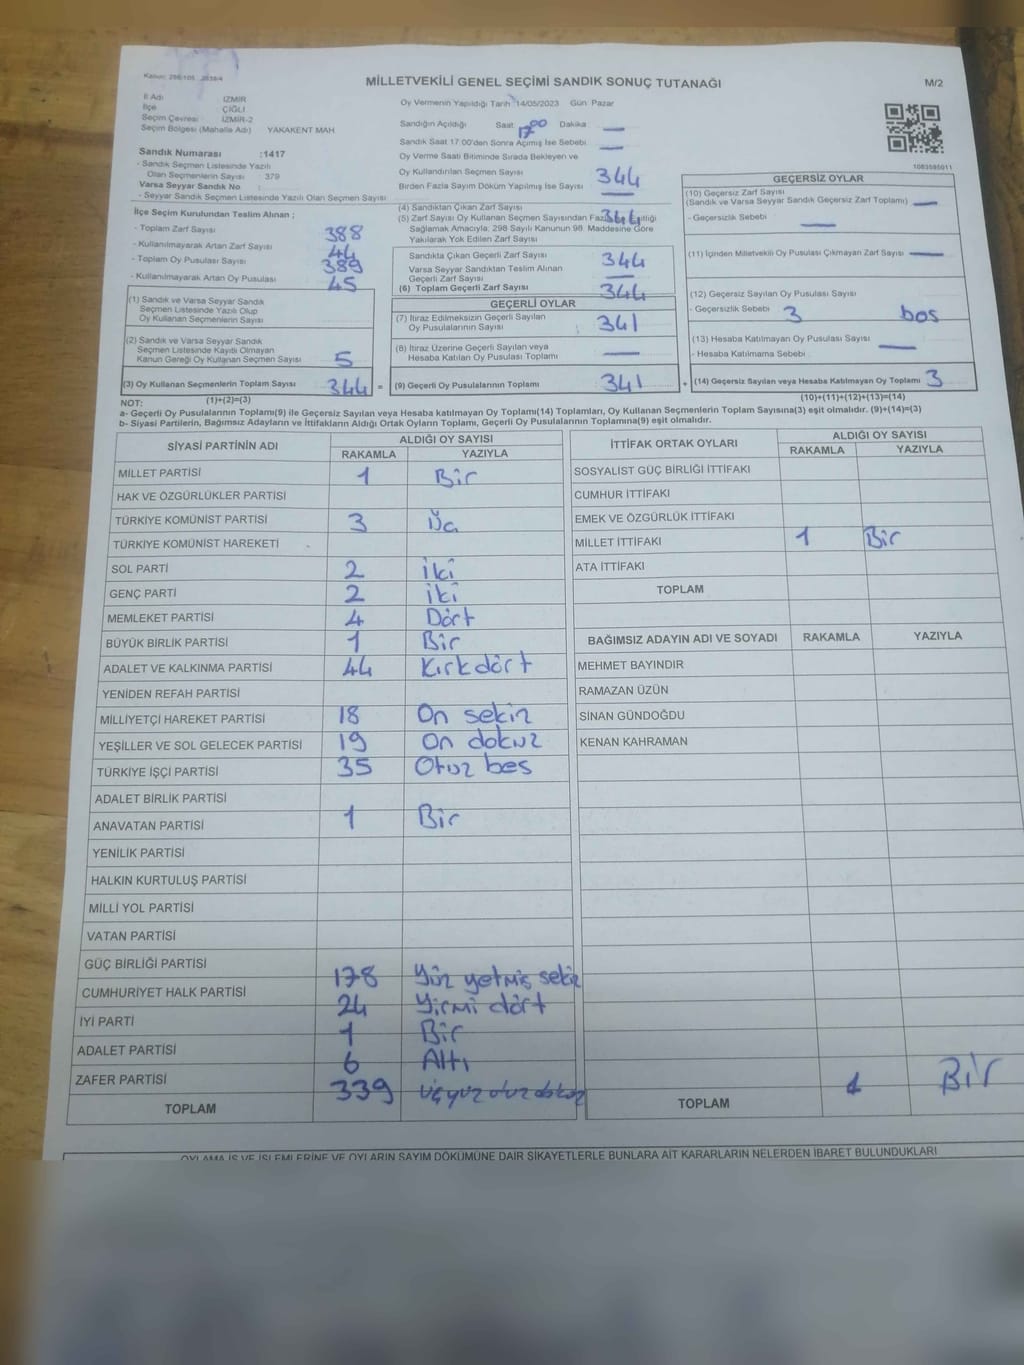 MİLLETVEKİLİ GENEL SEÇİMİ SANDIK SONUÇ TUTANAĞI
M/2
İl Adı İZMİR
İlçe ÇİĞLİ
Seçim Çevresi İZMİR-2
Seçim Bölgesi (Mahalle Adı) YAKAKENT MAH
Sandık Numarası :1417
- Sandık Seçmen Listesinde Yazılı
Olan Seçmenlerin Sayısı 379
Varsa Seyyar Sandık No :
- Seyyar Sandık Seçmen Listesinde Yazılı Olan Seçmen Sayısı
İlçe Seçim Kurulundan Teslim Alınan ;
- Toplam Zarf Sayısı 388
- Kullanılmayarak Artan Zarf Sayısı 44
- Toplam Oy Pusulası Sayısı 389
- Kullanılmayarak Artan Oy Pusulası 45
(1) Sandık ve Varsa Seyyar Sandık
Seçmen Listesinde Yazılı Olup
Oy Kullanan Seçmenlerin Sayısı
(2) Sandık ve Varsa Seyyar Sandık
Seçmen Listesinde Kayıtlı Olmayan
Kanun Gereği Oy Kullanan Seçmen Sayısı 5
(3) Oy Kullanan Seçmenlerin Toplam Sayısı 344 =
(1)+(2)=(3)
Oy Vermenin Yapıldığı Tarih 14/05/2023 Gün: Pazar
Sandığın Açıldığı Saat 17 00 Dakika —
Sandık Saat 17.00'den Sonra Açılmış İse Sebebi —
Oy Verme Saati Bitiminde Sırada Bekleyen ve
Oy Kullandırılan Seçmen Sayısı 344
Birden Fazla Sayım Döküm Yapılmış İse Sayısı —
(4) Sandıktan Çıkan Zarf Sayısı 344
(5) Zarf Sayısı Oy Kullanan Seçmen Sayısından
Sağlamak Amacıyla, 298 Sayılı Kanunun 98. Maddesine Göre
Yakılarak Yok Edilen Zarf Sayısı
Sandıkta Çıkan Geçerli Zarf Sayısı 344
Varsa Seyyar Sandıktan Teslim Alınan
Geçerli Zarf Sayısı —
(6) Toplam Geçerli Zarf Sayısı 344
GEÇERLİ OYLAR
(7) İtiraz Edilmeksizin Geçerli Sayılan
Oy Pusulalarının Sayısı 341
(8) İtiraz Üzerine Geçerli Sayılan veya
Hesaba Katılan Oy Pusulası Toplamı —
(9) Geçerli Oy Pusulalarının Toplamı 341 +
1083595011
GEÇERSİZ OYLAR
(10) Geçersiz Zarf Sayısı
(Sandık ve Varsa Seyyar Sandık Geçersiz Zarf Toplamı) —
- Geçersizlik Sebebi —
(11) İçinden Milletvekili Oy Pusulası Çıkmayan Zarf Sayısı —
(12) Geçersiz Sayılan Oy Pusulası Sayısı
- Geçersizlik Sebebi 3 boş
(13) Hesaba Katılmayan Oy Pusulası Sayısı —
- Hesaba Katılmama Sebebi
(14) Geçersiz Sayılan veya Hesaba Katılmayan Oy Toplamı 3
(10)+(11)+(12)+(13)=(14)
NOT:
a- Geçerli Oy Pusulalarının Toplamı(9) ile Geçersiz Sayılan veya Hesaba katılmayan Oy Toplamı(14) Toplamları, Oy Kullanan Seçmenlerin Toplam Sayısına(3) eşit olmalıdır. (9)+(14)=(3)
b- Siyasi Partilerin, Bağımsız Adayların ve İttifakların Aldığı Ortak Oyların Toplamı, Geçerli Oy Pusulalarının Toplamına(9) eşit olmalıdır.
SİYASİ PARTİNİN ADI ALDIĞI OY SAYISI
RAKAMLA YAZIYLA
MİLLET PARTİSİ 1 Bir
HAK VE ÖZGÜRLÜKLER PARTİSİ
TÜRKİYE KOMÜNİST PARTİSİ 3 Üç
TÜRKİYE KOMÜNİST HAREKETİ
SOL PARTİ 2 İki
GENÇ PARTİ 2 İki
MEMLEKET PARTİSİ 4 Dört
BÜYÜK BİRLİK PARTİSİ 1 Bir
ADALET VE KALKINMA PARTİSİ 44 Kırkdört
YENİDEN REFAH PARTİSİ
MİLLİYETÇİ HAREKET PARTİSİ 18 On sekiz
YEŞİLLER VE SOL GELECEK PARTİSİ 19 On dokuz
TÜRKİYE İŞÇİ PARTİSİ 35 Otuz beş
ADALET BİRLİK PARTİSİ
ANAVATAN PARTİSİ 1 Bir
YENİLİK PARTİSİ
HALKIN KURTULUŞ PARTİSİ
MİLLİ YOL PARTİSİ
VATAN PARTİSİ
GÜÇ BİRLİĞİ PARTİSİ
CUMHURİYET HALK PARTİSİ 178 Yüz yetmiş sekiz
İYİ PARTİ 24 Yirmi dört
ADALET PARTİSİ 1 Bir
ZAFER PARTİSİ 6 Altı
TOPLAM 339 Üçyüz otuz dokuz
İTTİFAK ORTAK OYLARI ALDIĞI OY SAYISI
RAKAMLA YAZIYLA
SOSYALİST GÜÇ BİRLİĞİ İTTİFAKI
CUMHUR İTTİFAKI
EMEK VE ÖZGÜRLÜK İTTİFAKI
MİLLET İTTİFAKI 1 Bir
ATA İTTİFAKI
TOPLAM
BAĞIMSIZ ADAYIN ADI VE SOYADI RAKAMLA YAZIYLA
MEHMET BAYINDIR
RAMAZAN ÜZÜN
SİNAN GÜNDOĞDU
KENAN KAHRAMAN
TOPLAM 1 BİR
OYLAMA İŞ VE İŞLEMLERİNE VE OYLARIN SAYIM DÖKÜMÜNE DAİR ŞİKAYETLERLE BUNLARA AİT KARARLARIN NELERDEN İBARET BULUNDUKLARI